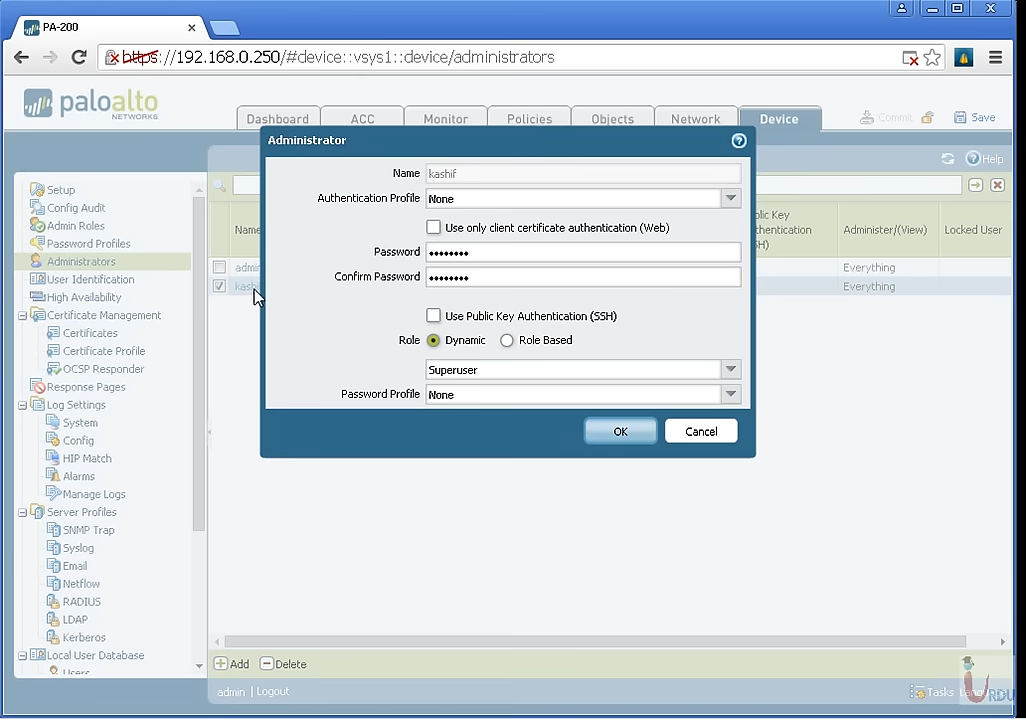 PA-200
https://192.168.0.250/#device::vsys1::device/administrators
paloalto
NETWORKS
Dashboard ACC Monitor Policies Objects Network Device
Commit Save
Administrator
Help
Name kashif
Authentication Profile None
Use only client certificate authentication (Web)
Password ••••••••
Confirm Password ••••••••
Use Public Key Authentication (SSH)
Role Dynamic Role Based
Superuser
Password Profile None
OK Cancel
Setup
Config Audit
Admin Roles
Password Profiles
Administrators
User Identification
High Availability
Certificate Management
Certificates
Certificate Profile
OCSP Responder
Response Pages
Log Settings
System
Config
HIP Match
Alarms
Manage Logs
Server Profiles
SNMP Trap
Syslog
Email
Netflow
RADIUS
LDAP
Kerberos
Local User Database
Users
Name
Administer/(View) Locked User
Everything
Everything
Add Delete
admin | Logout
Tasks
URDU